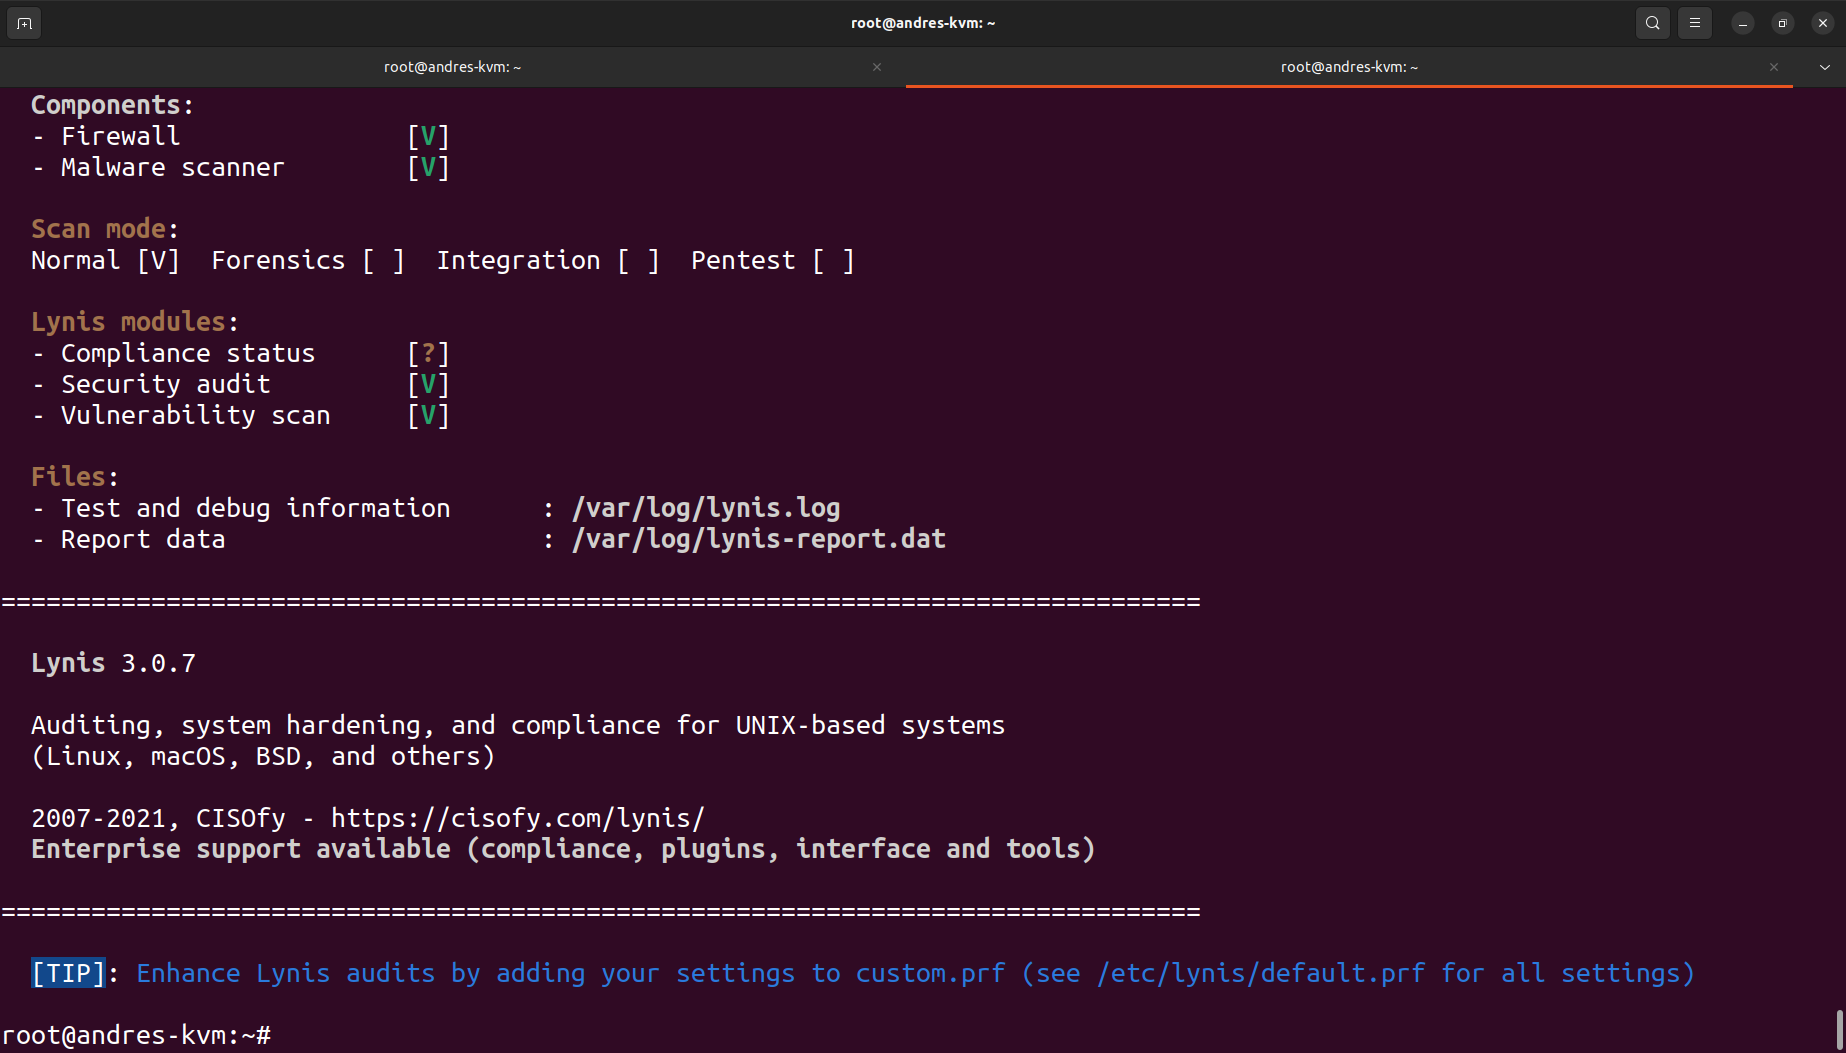 root@andres-kvm: ~
root@andres-kvm: ~
root@andres-kvm: ~
Components:
- Firewall [V]
- Malware scanner [V]
Scan mode:
Normal [V] Forensics [ ] Integration [ ] Pentest [ ]
Lynis modules:
- Compliance status [?]
- Security audit [V]
- Vulnerability scan [V]
Files:
- Test and debug information : /var/log/lynis.log
- Report data : /var/log/lynis-report.dat
================================================================================
Lynis 3.0.7
Auditing, system hardening, and compliance for UNIX-based systems
(Linux, macOS, BSD, and others)
2007-2021, CISOfy - https://cisofy.com/lynis/
Enterprise support available (compliance, plugins, interface and tools)
================================================================================
[TIP]: Enhance Lynis audits by adding your settings to custom.prf (see /etc/lynis/default.prf for all settings)
root@andres-kvm:~#